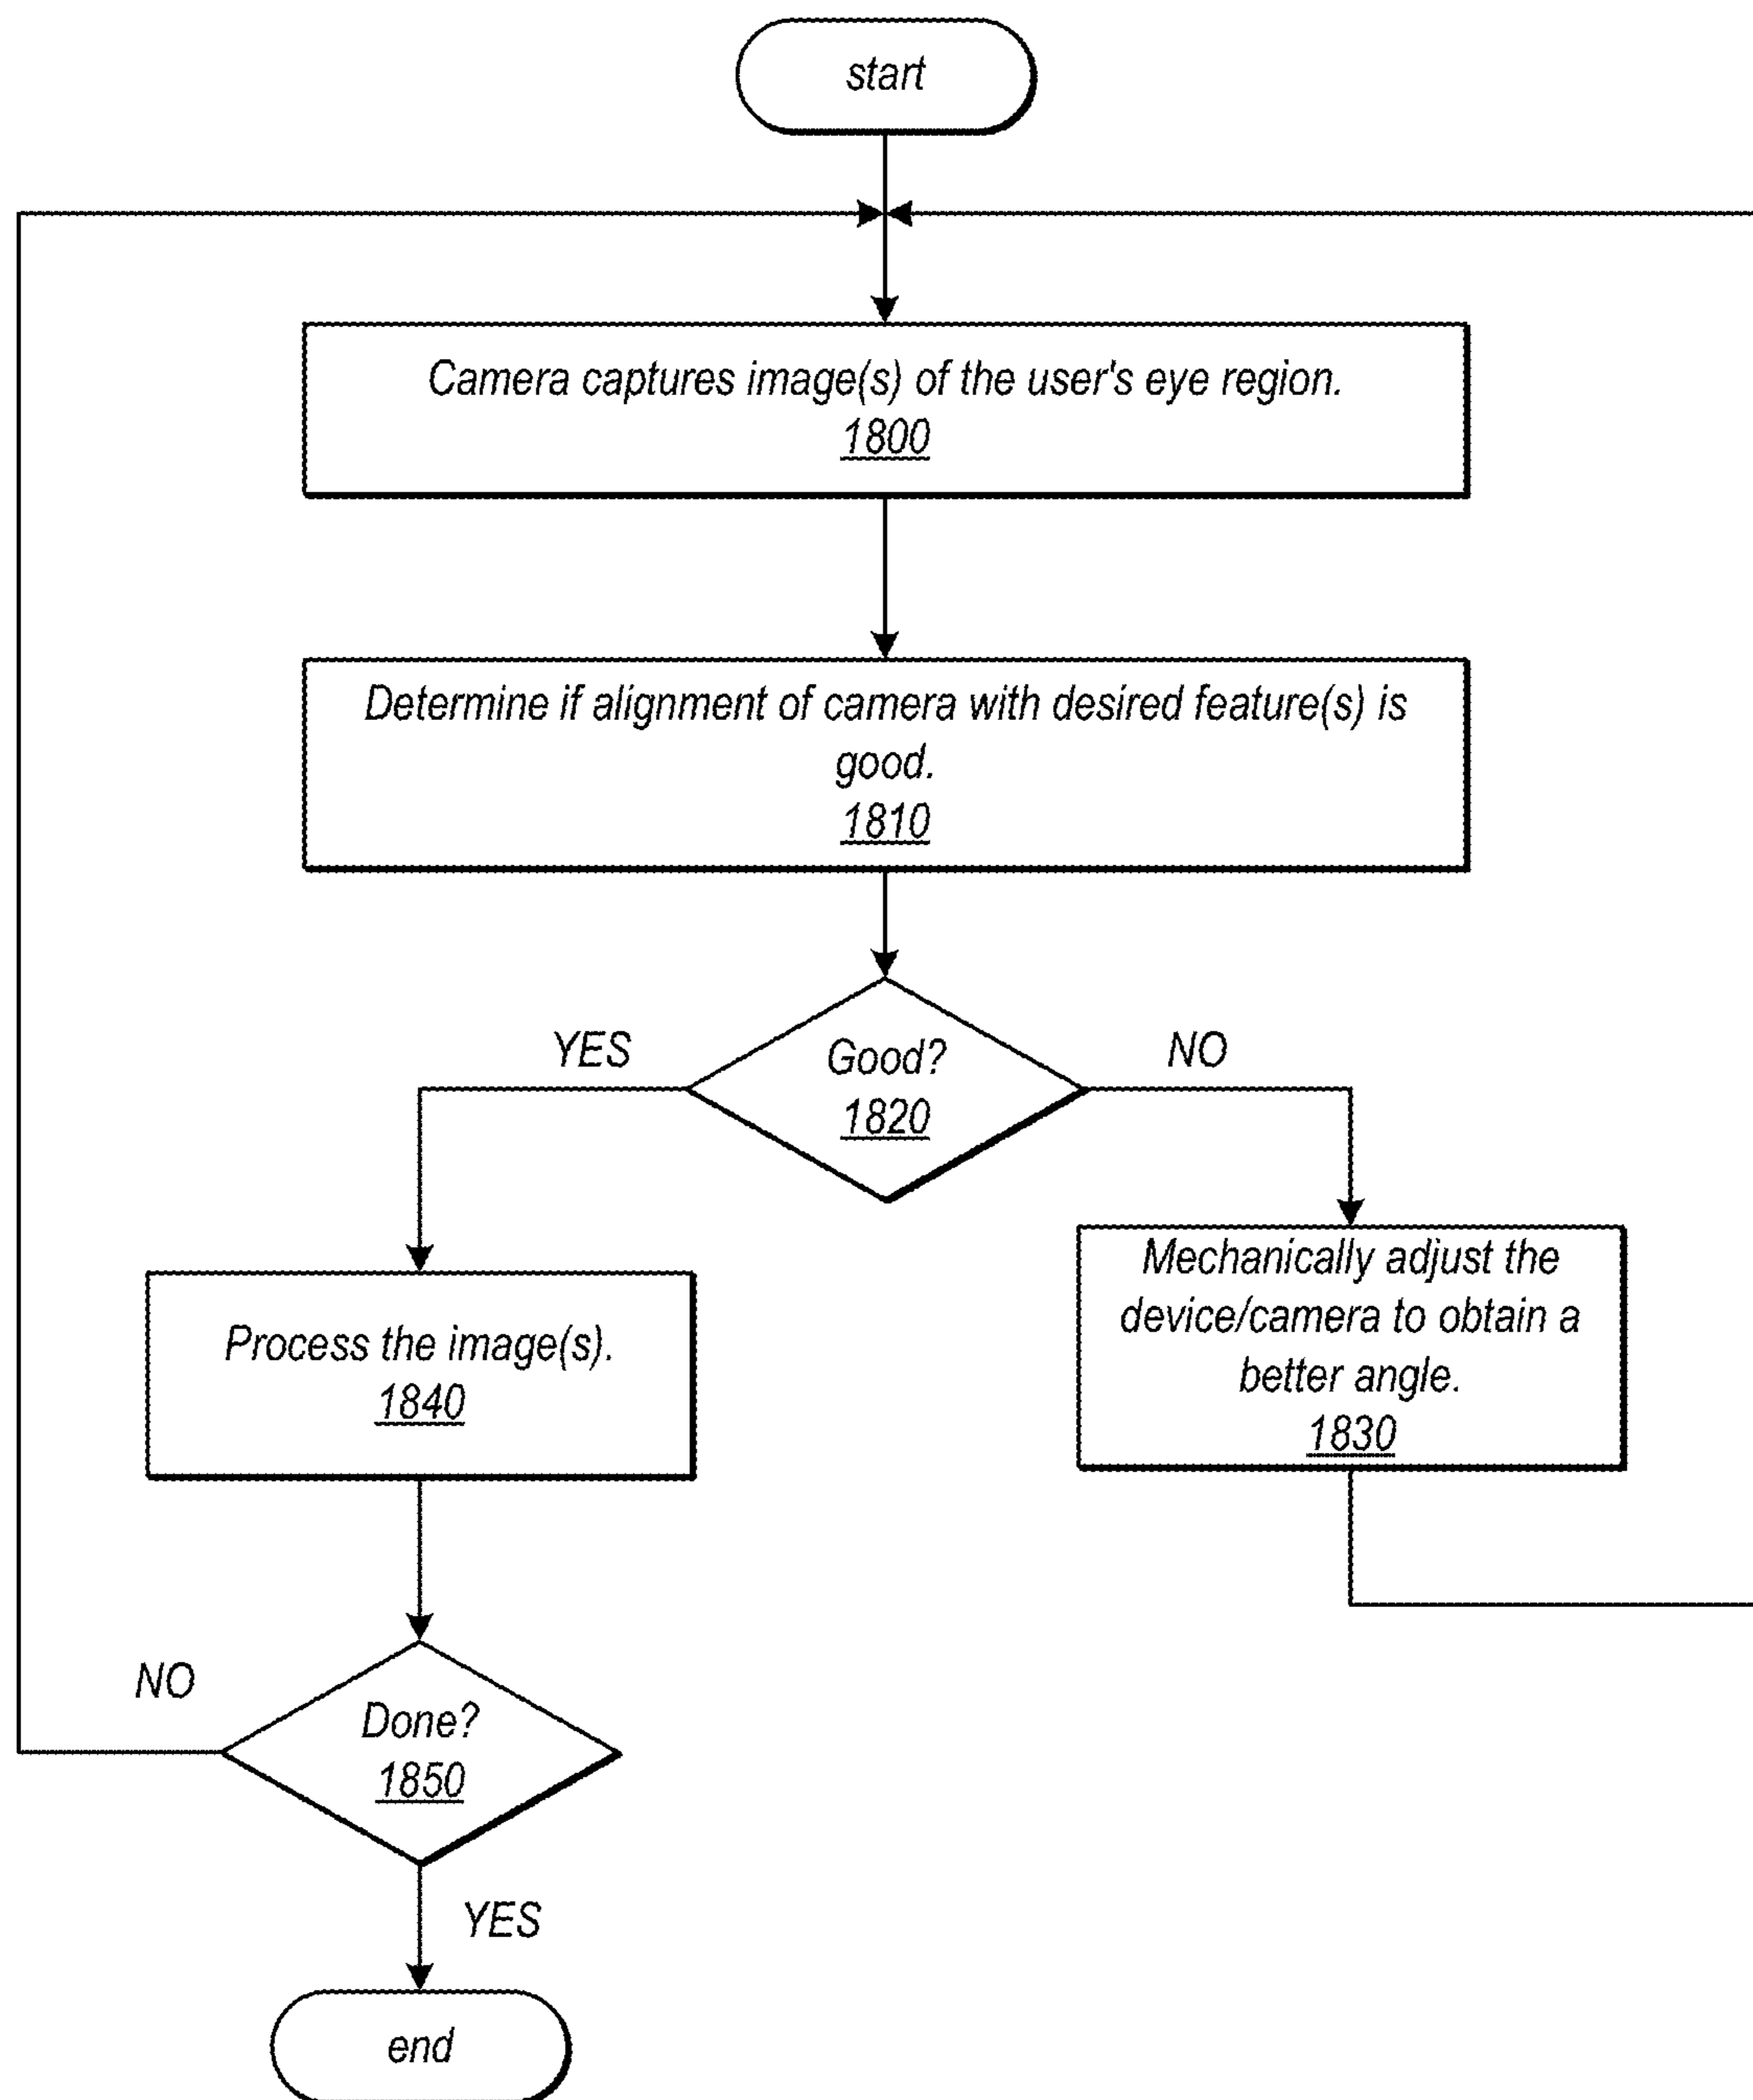 start
Camera captures image(s) of the user's eye region.
1800
Determine if alignment of camera with desired feature(s) is
good.
1810
YES
Good?
1820
NO
Process the image(s).
1840
Mechanically adjust the
device/camera to obtain a
better angle.
1830
NO
Done?
1850
YES
end